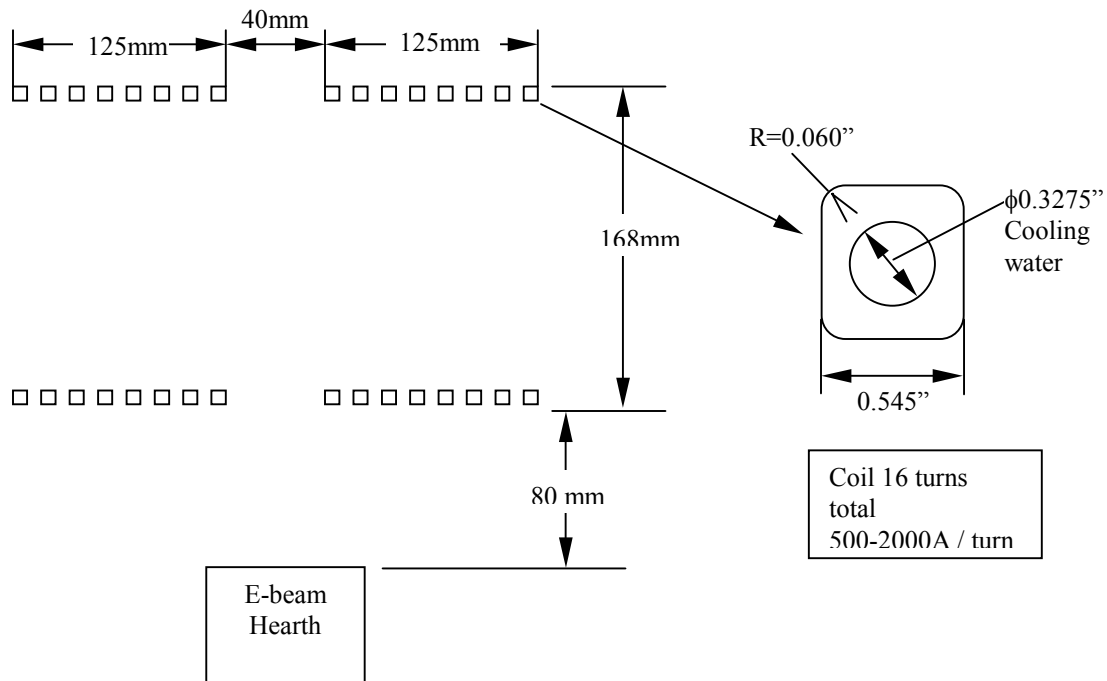 40mm
125mm
125mm
R=0.060”
ϕ0.3275”
Cooling
water
168mm
0.545”
80 mm
Coil 16 turns
total
500-2000A / turn
E-beam
Hearth